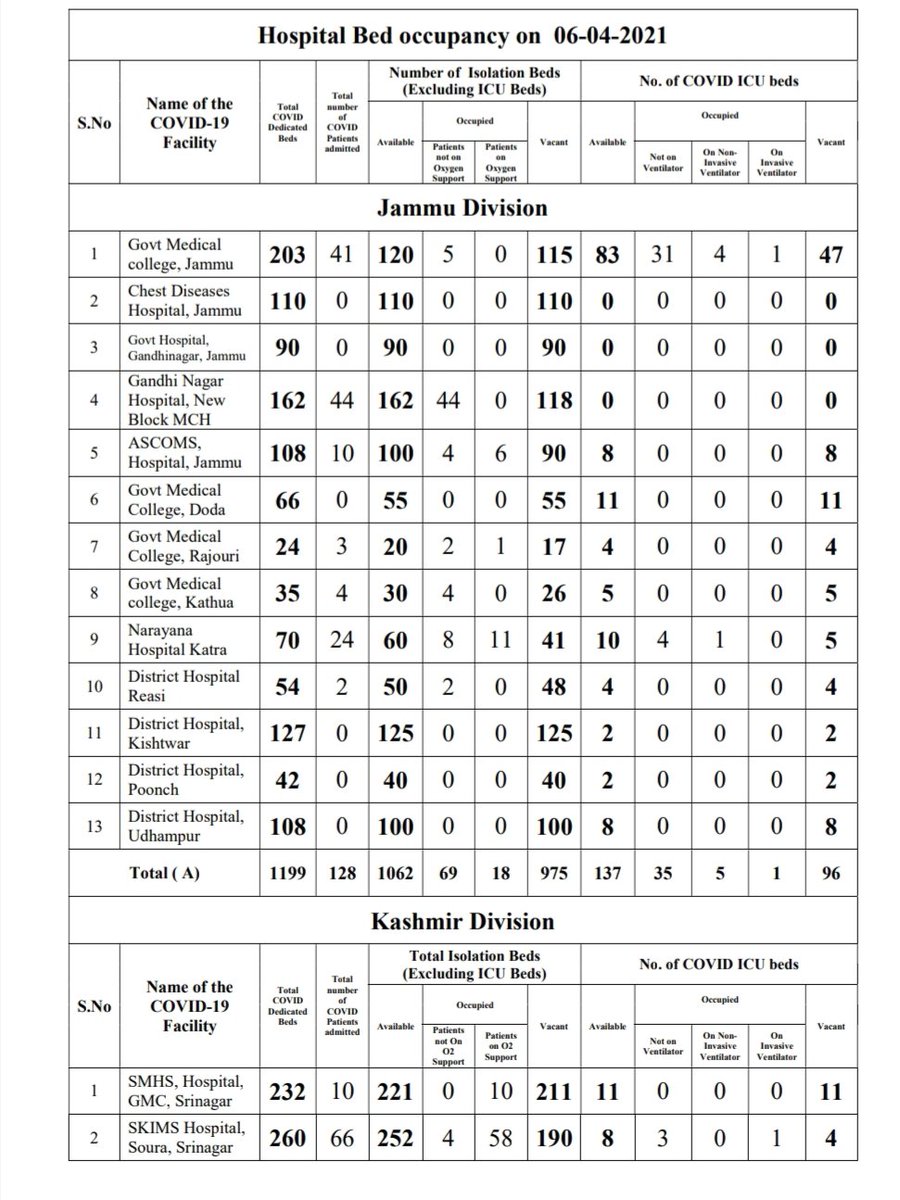 Hospital Bed occupancy on 06-04-2021
S.No Name of the COVID-19 Facility Total COVID Dedicated Beds Total number of COVID Patients admitted Number of Isolation Beds (Excluding ICU Beds) No. of COVID ICU beds
Available Occupied Vacant Available Occupied Vacant
Patients not on Oxygen Support Patients on Oxygen Support Not on Ventilator On Non-Invasive Ventilator On Invasive Ventilator
Jammu Division
1 Govt Medical college, Jammu 203 41 120 5 0 115 83 31 4 1 47
2 Chest Diseases Hospital, Jammu 110 0 110 0 0 110 0 0 0 0 0
3 Govt Hospital, Gandhinagar, Jammu 90 0 90 0 0 90 0 0 0 0 0
4 Gandhi Nagar Hospital, New Block MCH 162 44 162 44 0 118 0 0 0 0 0
5 ASCOMS, Hospital, Jammu 108 10 100 4 6 90 8 0 0 0 8
6 Govt Medical College, Doda 66 0 55 0 0 55 11 0 0 0 11
7 Govt Medical College, Rajouri 24 3 20 2 1 17 4 0 0 0 4
8 Govt Medical college, Kathua 35 4 30 4 0 26 5 0 0 0 5
9 Narayana Hospital Katra 70 24 60 8 11 41 10 4 1 0 5
10 District Hospital Reasi 54 2 50 2 0 48 4 0 0 0 4
11 District Hospital, Kishtwar 127 0 125 0 0 125 2 0 0 0 2
12 District Hospital, Poonch 42 0 40 0 0 40 2 0 0 0 2
13 District Hospital, Udhampur 108 0 100 0 0 100 8 0 0 0 8
Total ( A) 1199 128 1062 69 18 975 137 35 5 1 96
Kashmir Division
S.No Name of the COVID-19 Facility Total COVID Dedicated Beds Total number of COVID Patients admitted Total Isolation Beds (Excluding ICU Beds) No. of COVID ICU beds
Available Occupied Vacant Available Occupied Vacant
Patients not On O2 Support Patients on O2 Support Not on Ventilator On Non-Invasive Ventilator On Invasive Ventilator
1 SMHS, Hospital, GMC, Srinagar 232 10 221 0 10 211 11 0 0 0 11
2 SKIMS Hospital, Soura, Srinagar 260 66 252 4 58 190 8 3 0 1 4